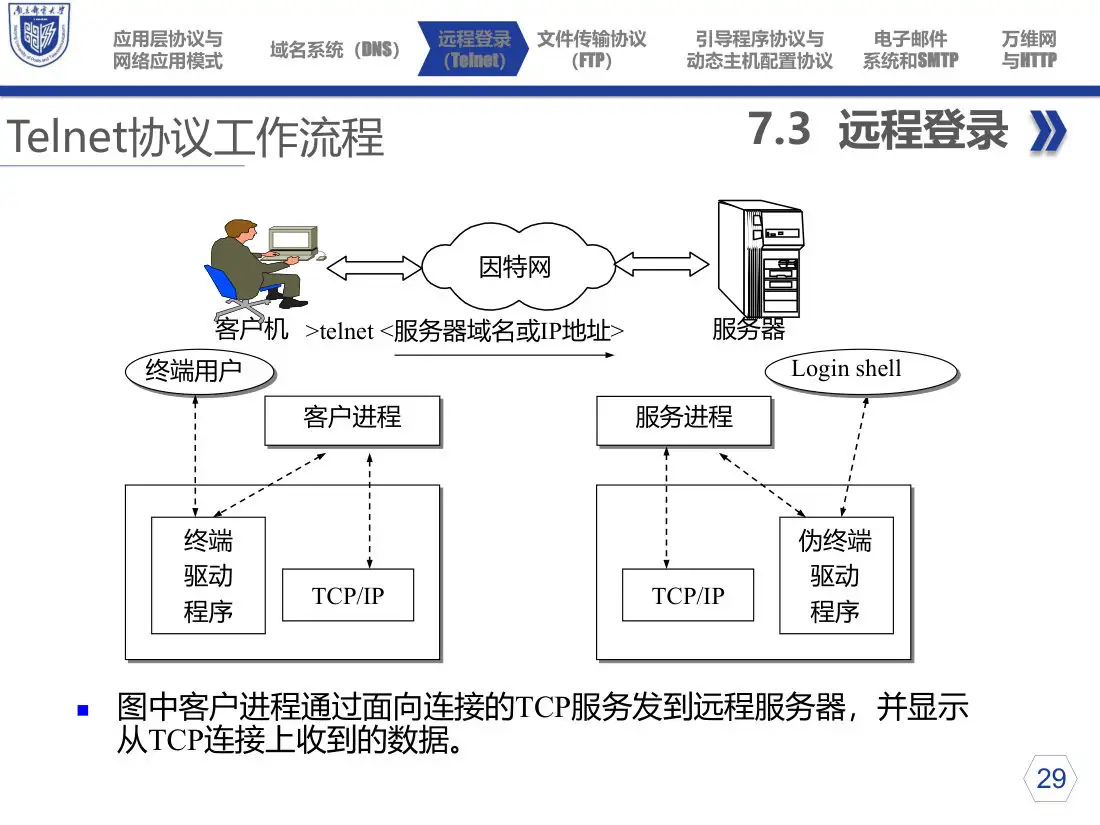 应用层协议与
网络应用模式
域名系统（DNS）
远程登录
（Telnet）
文件传输协议
（FTP）
引导程序协议与
动态主机配置协议
电子邮件
系统和SMTP
万维网
与HTTP
Telnet协议工作流程
7.3 远程登录
因特网
客户机
>telnet <服务器域名或IP地址>
服务器
终端用户
Login shell
客户进程
服务进程
终端
驱动
程序
TCP/IP
TCP/IP
伪终端
驱动
程序
图中客户进程通过面向连接的TCP服务发到远程服务器，并显示
从TCP连接上收到的数据。
29